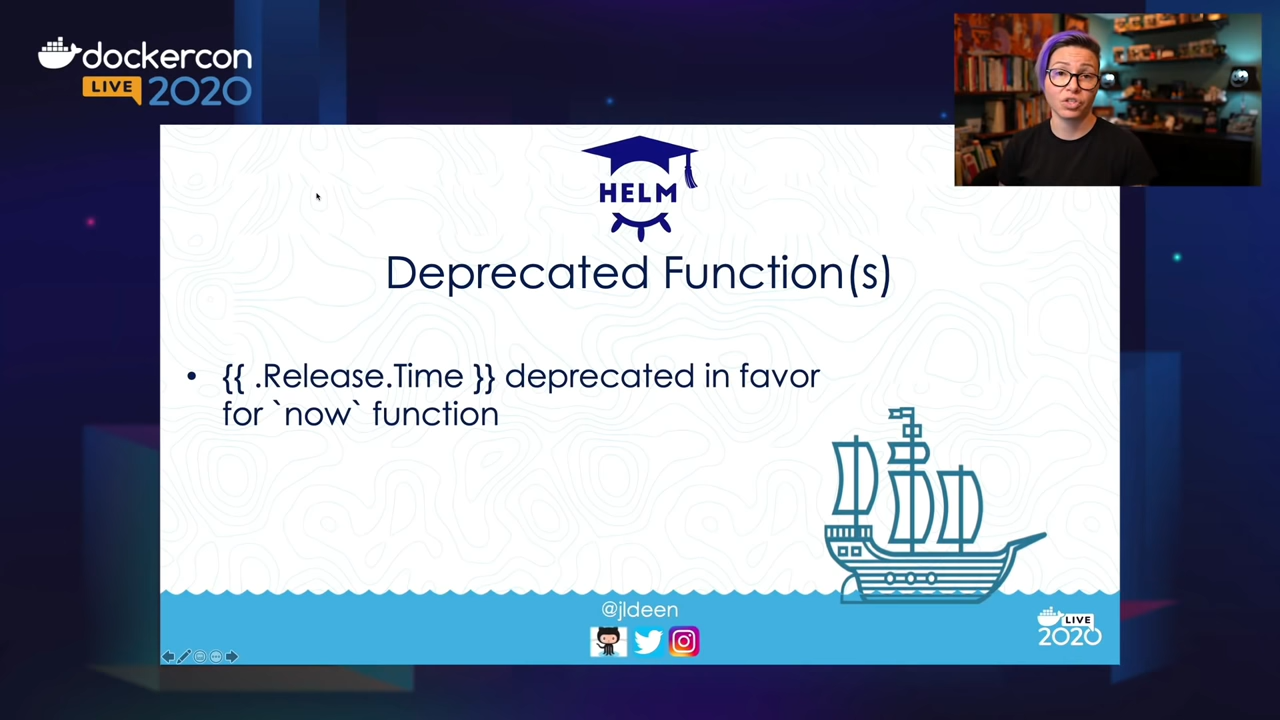 dockercon
LIVE 2020
HELM
Deprecated Function(s)
• {{ .Release.Time }} deprecated in favor
for `now` function
@jldeen
LIVE
2020